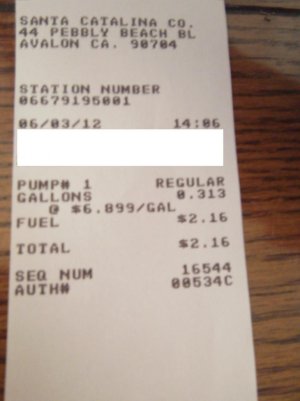 SANTA CATALINA CO.
44 PEBBLY BEACH BL
AVALON CA. 90704
STATION NUMBER
06679195001
06/03/12 14:06
PUMP# 1 REGULAR
GALLONS 0.313
@ $6.899/GAL
FUEL $2.16
TOTAL $2.16
SEQ NUM 16544
AUTH# 00534C